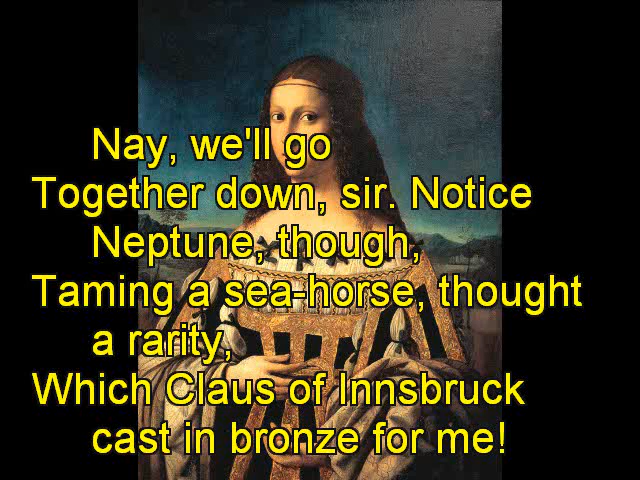 Nay, we'll go
Together down, sir. Notice
Neptune, though,
Taming a sea-horse, thought
a rarity,
Which Claus of Innsbruck
cast in bronze for me!